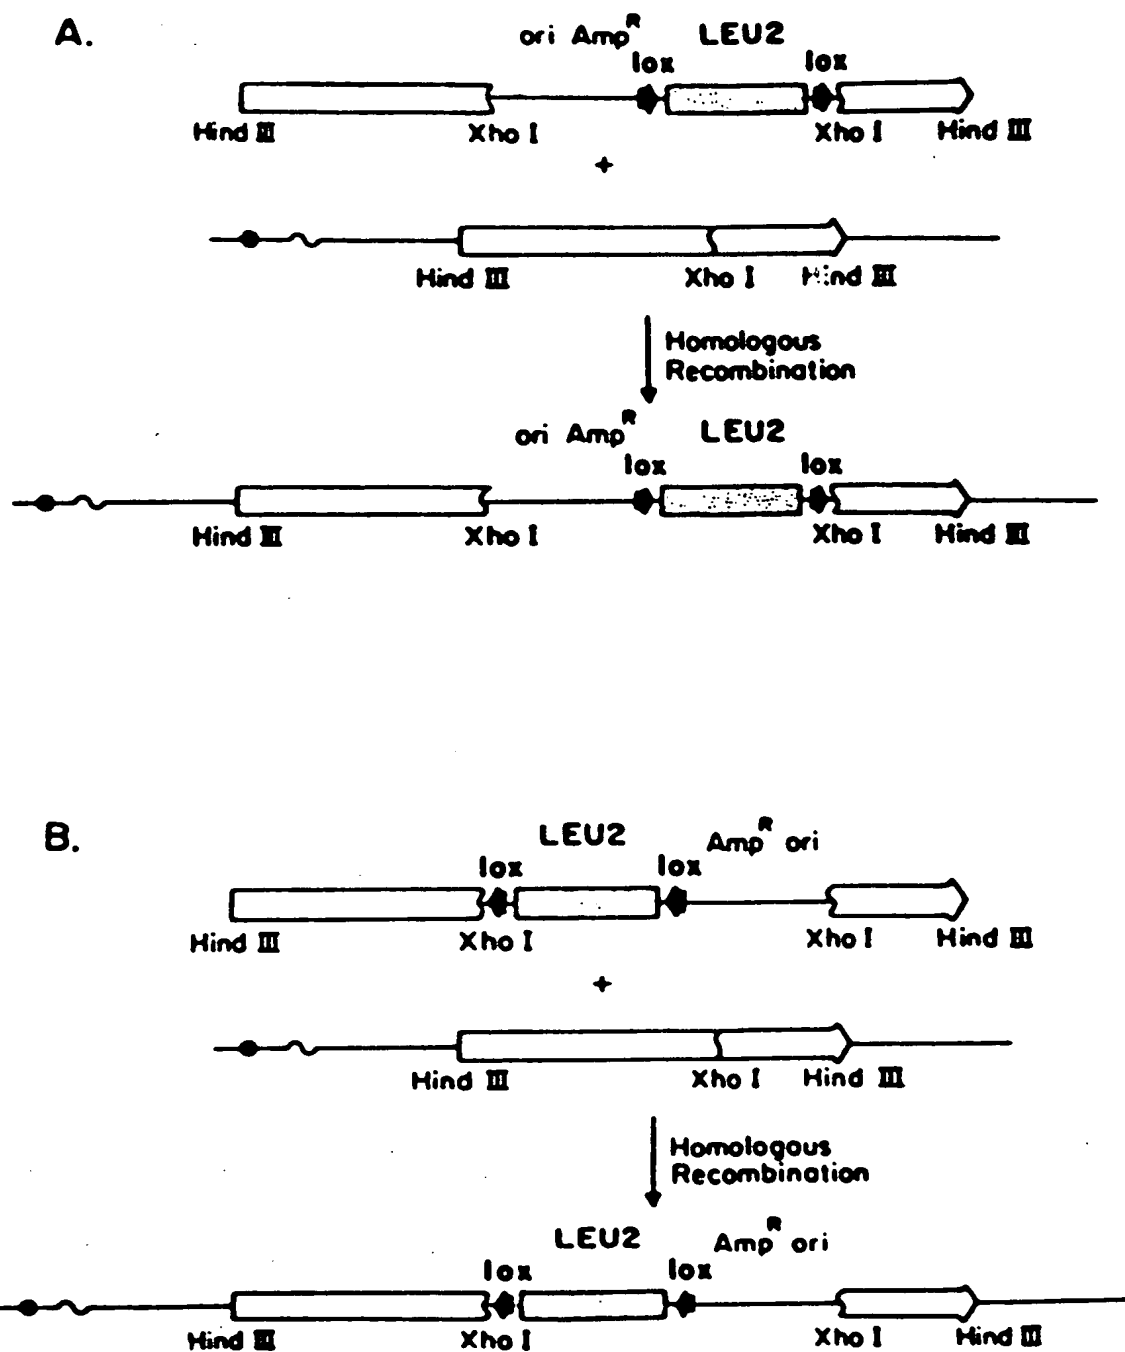 A.
ori Amp^R LEU2
lox lox
Hind III Xho I Xho I Hind III
+
Hind III Xho I Hind III
Homologous
Recombination
ori Amp^R LEU2
lox lox
Hind III Xho I Xho I Hind III
B.
LEU2 Amp^R ori
lox lox
Hind III Xho I Xho I Hind III
+
Hind III Xho I Hind III
Homologous
Recombination
LEU2 Amp^R ori
lox lox
Hind III Xho I Xho I Hind III